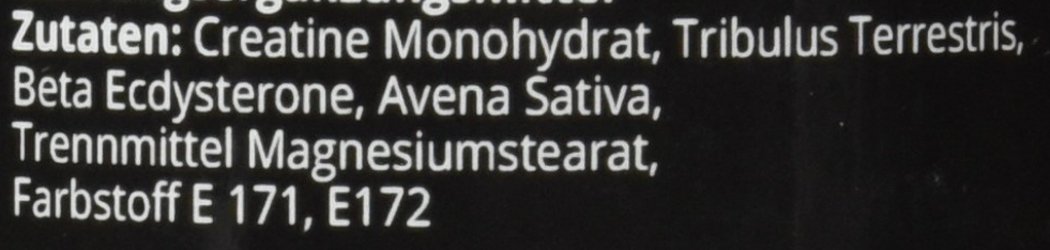 Zutaten: Creatine Monohydrat, Tribulus Terrestris,
Beta Ecdysterone, Avena Sativa,
Trennmittel Magnesiumstearat,
Farbstoff E 171, E172